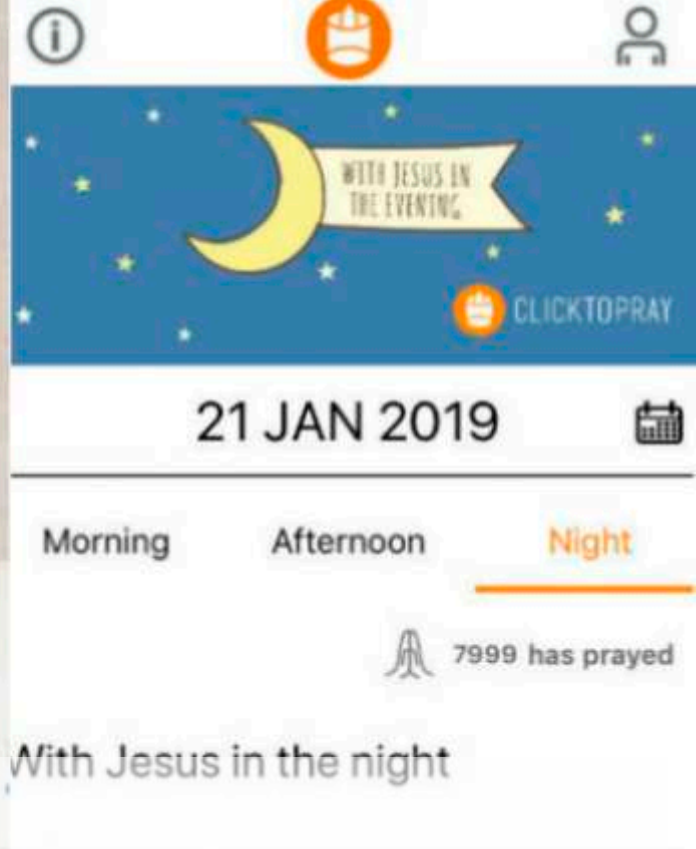 WITH JESUS IN
THE EVENING
CLICKTOPRAY
21 JAN 2019
Morning Afternoon Night
7999 has prayed
With Jesus in the night